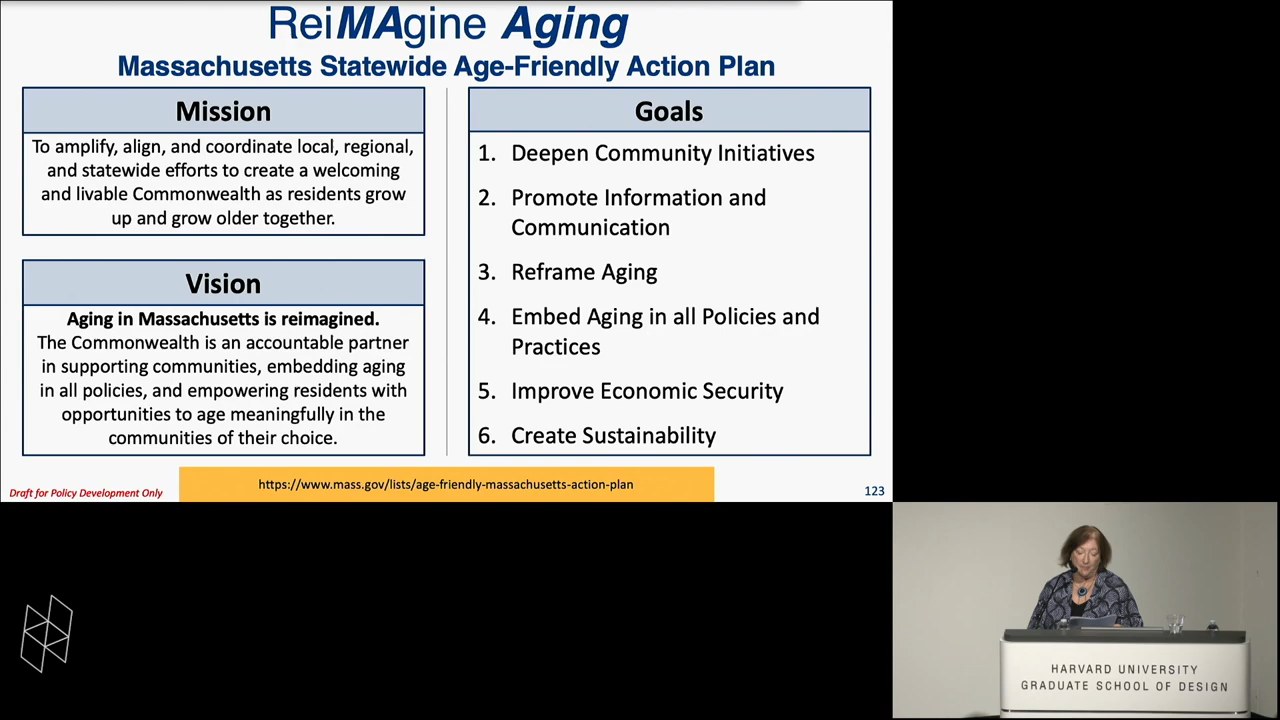 ReiMAgine Aging
Massachusetts Statewide Age-Friendly Action Plan
Mission
To amplify, align, and coordinate local, regional,
and statewide efforts to create a welcoming
and livable Commonwealth as residents grow
up and grow older together.
Vision
Aging in Massachusetts is reimagined.
The Commonwealth is an accountable partner
in supporting communities, embedding aging
in all policies, and empowering residents with
opportunities to age meaningfully in the
communities of their choice.
Goals
1. Deepen Community Initiatives
2. Promote Information and
Communication
3. Reframe Aging
4. Embed Aging in all Policies and
Practices
5. Improve Economic Security
6. Create Sustainability
Draft for Policy Development Only
https://www.mass.gov/lists/age-friendly-massachusetts-action-plan
123
HARVARD UNIVERSITY
GRADUATE SCHOOL OF DESIGN